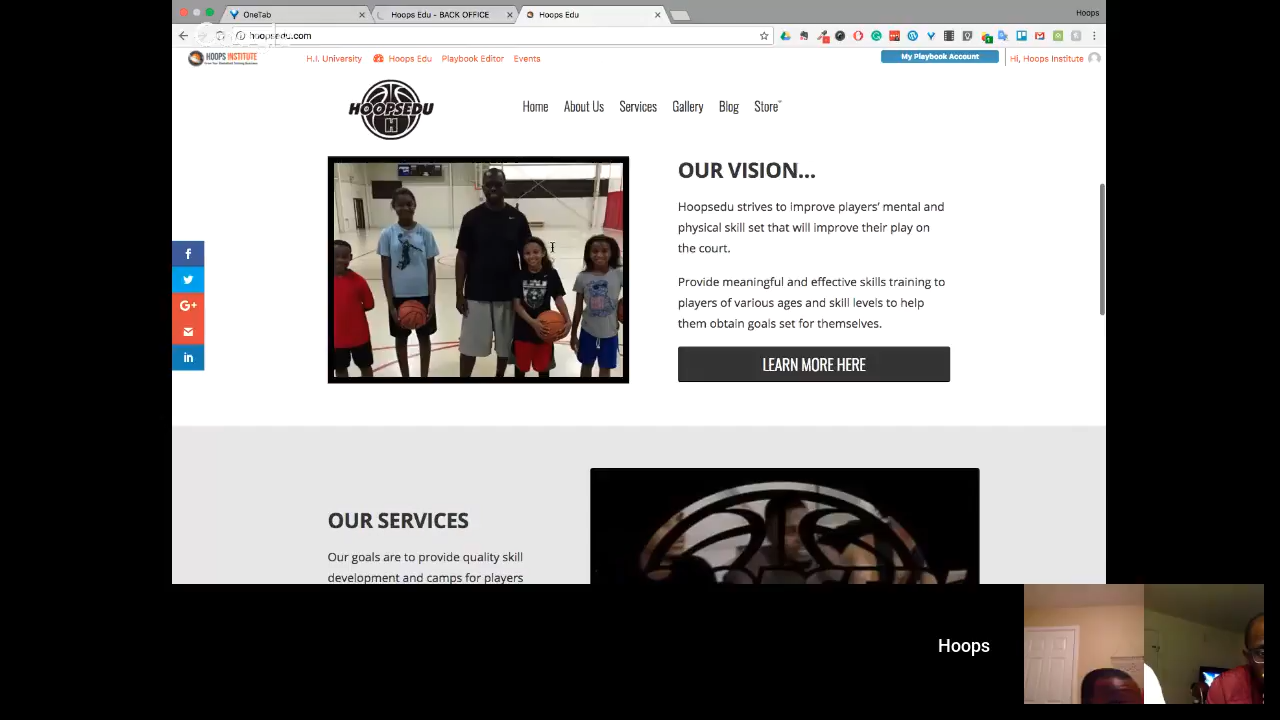 OneTab
Hoops Edu - BACK OFFICE
Hoops Edu
Hoops
hoopsedu.com
HOOPS INSTITUTE
H.I. University
Hoops Edu
Playbook Editor
Events
My Playbook Account
Hi, Hoops Institute
HOOPSEDU
H
Home
About Us
Services
Gallery
Blog
Store
OUR VISION...
Hoopsedu strives to improve players' mental and
physical skill set that will improve their play on
the court.
Provide meaningful and effective skills training to
players of various ages and skill levels to help
them obtain goals set for themselves.
LEARN MORE HERE
f
G+
in
OUR SERVICES
Our goals are to provide quality skill
development and camps for players
Hoops